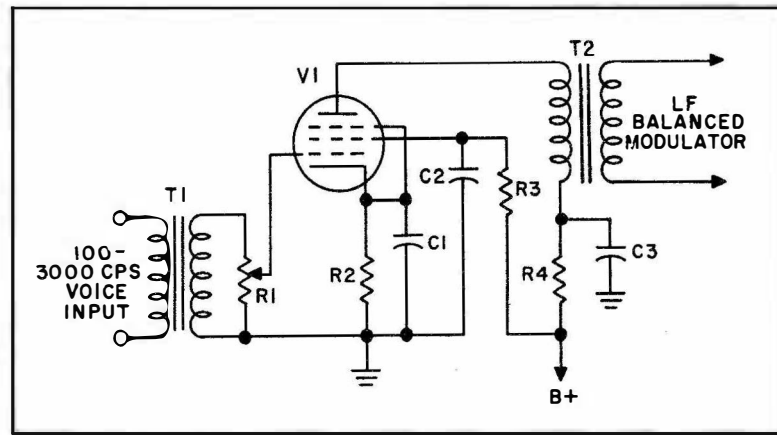 T2
V1
LF
BALANCED
MODULATOR
C2
R3
T1
100-
3000 CPS
VOICE
INPUT
R1
R2
C1
R4
C3
B+